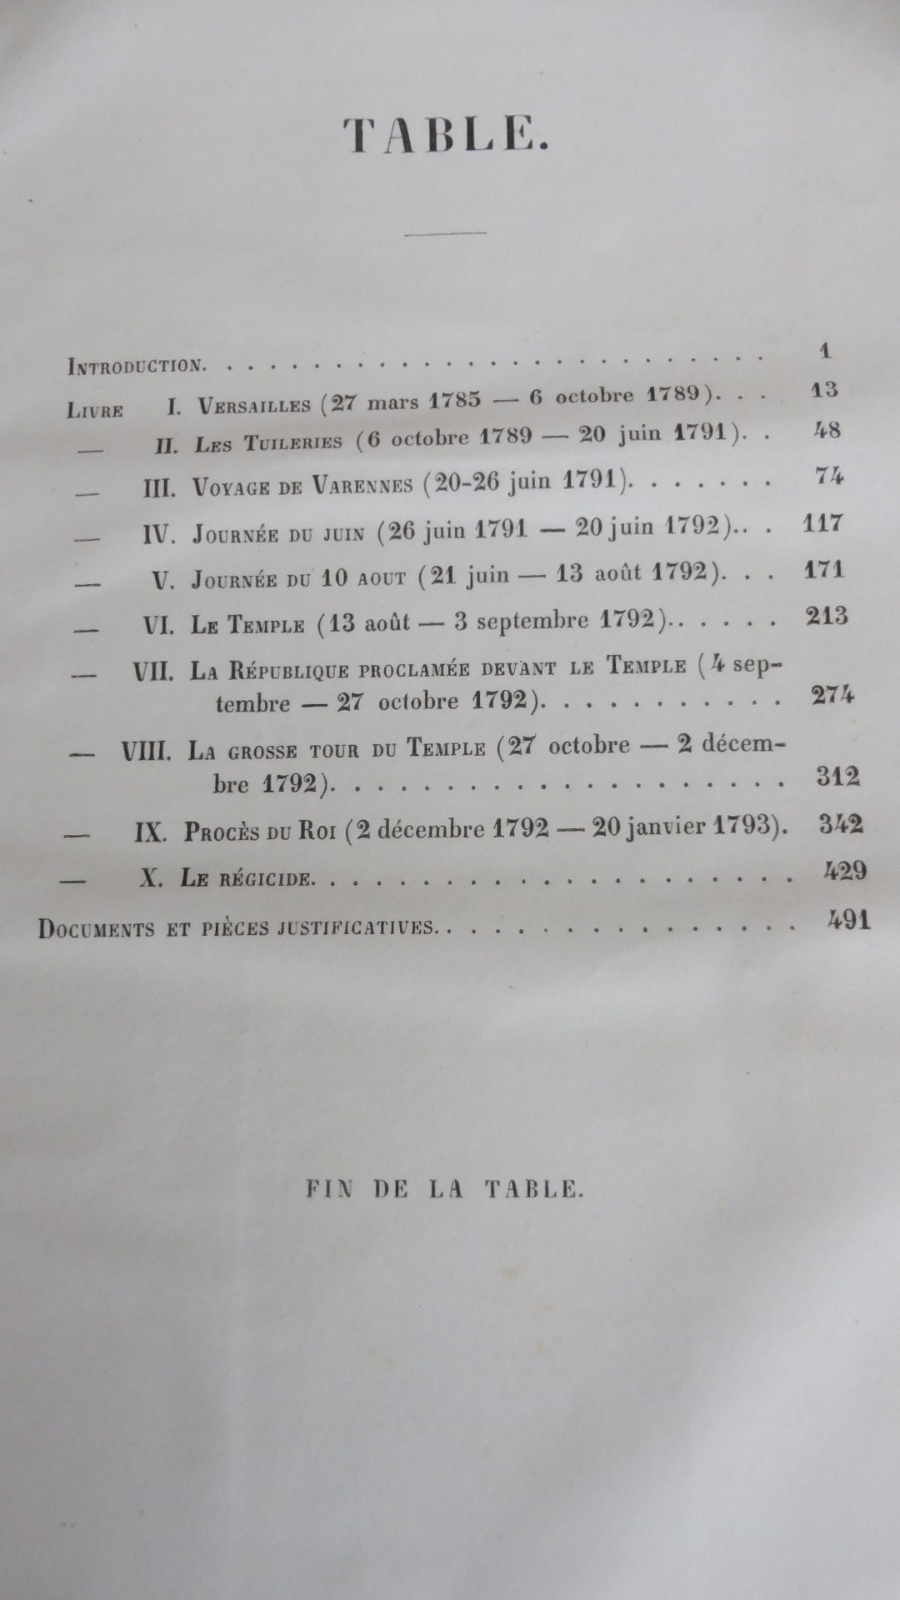 TABLE.
INTRODUCTION. . . . . . . . . . . . . . . . . . . . . . . . . 1
LIVRE I. VERSAILLES (27 mars 1785 — 6 octobre 1789). . . 13
— II. LES TUILERIES (6 octobre 1789 — 20 juin 1791). . 48
— III. VOYAGE DE VARENNES (20-26 juin 1791). . . . . . . 74
— IV. JOURNÉE DU JUIN (26 juin 1791 — 20 juin 1792).. . 117
— V. JOURNÉE DU 10 AOUT (21 juin — 13 août 1792). . . 171
— VI. LE TEMPLE (13 août — 3 septembre 1792).. . . . . 213
— VII. LA RÉPUBLIQUE PROCLAMÉE DEVANT LE TEMPLE (4 sep-
tembre — 27 octobre 1792). . . . . . . . . . . 274
— VIII. LA GROSSE TOUR DU TEMPLE (27 octobre — 2 décem-
bre 1792). . . . . . . . . . . . . . . . . . . . 312
— IX. PROCÈS DU ROI (2 décembre 1792 — 20 janvier 1793). 342
— X. LE RÉGICIDE. . . . . . . . . . . . . . . . . . . . 429
DOCUMENTS ET PIÈCES JUSTIFICATIVES. . . . . . . . . . . . . . . 491
FIN DE LA TABLE.